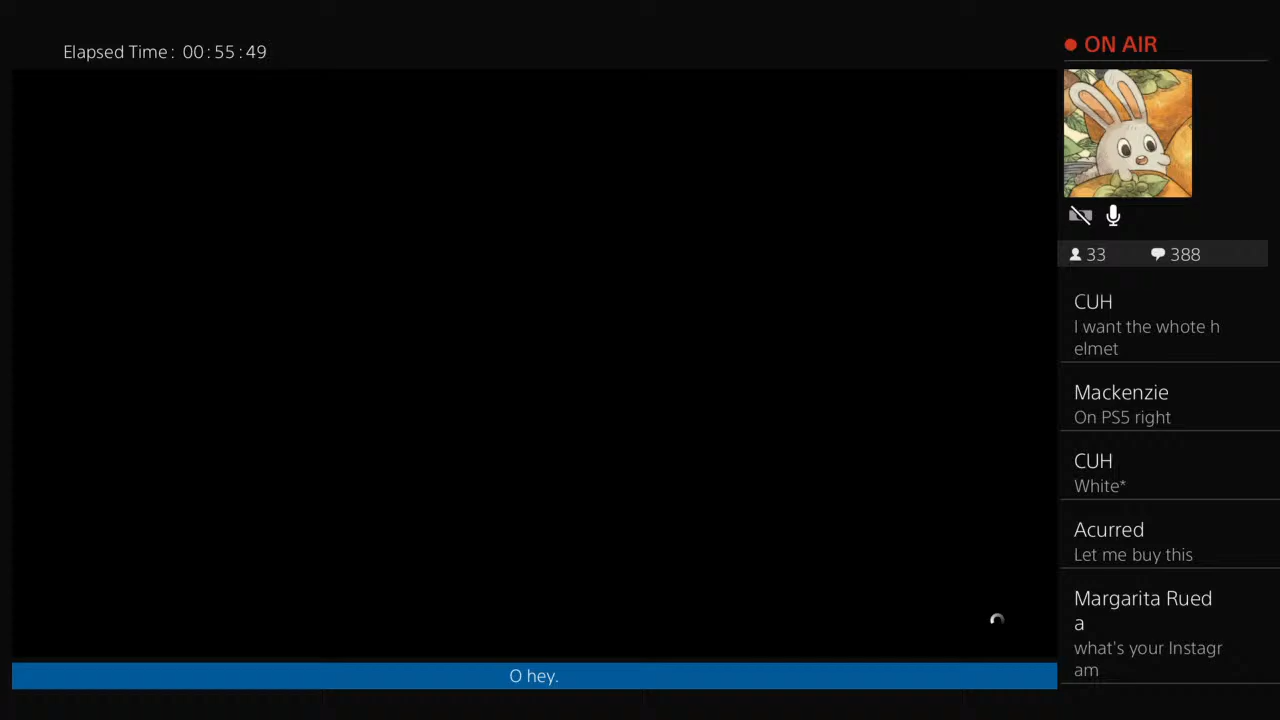 Elapsed Time: 00:55:49
ON AIR
33 388
CUH
I want the whote h
elmet
Mackenzie
On PS5 right
CUH
White*
Acurred
Let me buy this
Margarita Rued
a
what's your Instagr
am
O hey.